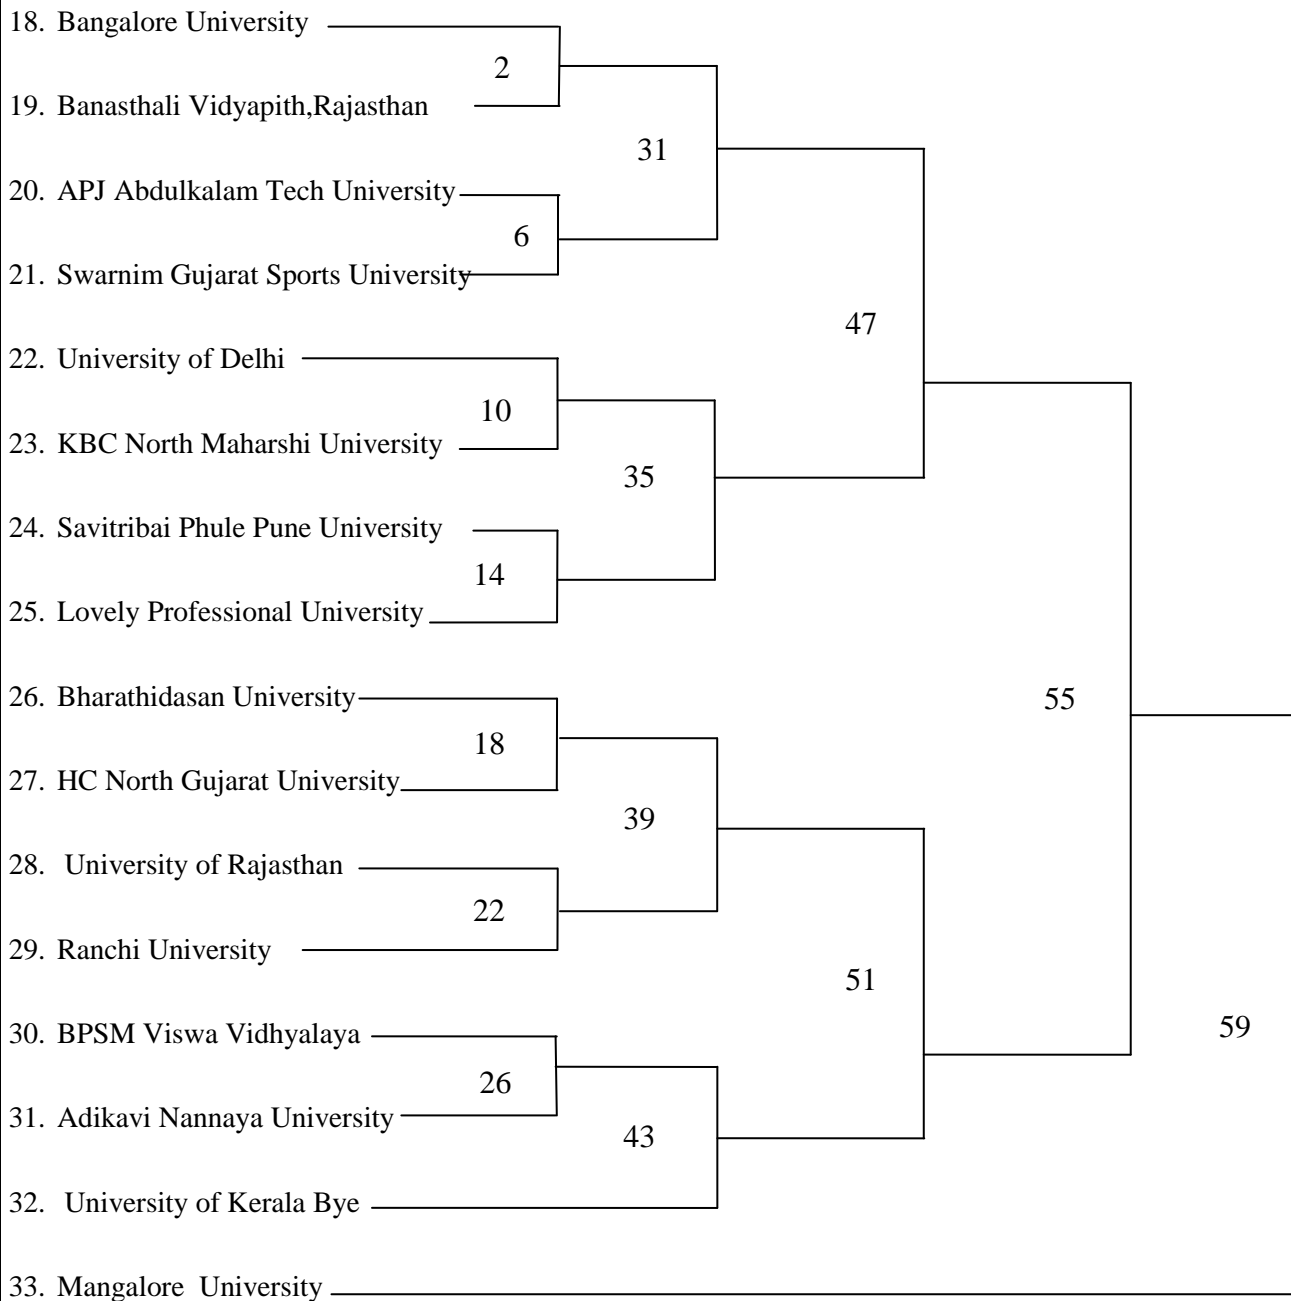 18. Bangalore University
2
19. Banasthali Vidyapith,Rajasthan
31
20. APJ Abdulkalam Tech University
6
21. Swarnim Gujarat Sports University
47
22. University of Delhi
10
23. KBC North Maharshi University
35
24. Savitribai Phule Pune University
14
25. Lovely Professional University
26. Bharathidasan University
55
18
27. HC North Gujarat University
39
28. University of Rajasthan
22
29. Ranchi University
51
30. BPSM Viswa Vidhyalaya
59
26
31. Adikavi Nannaya University
43
32. University of Kerala Bye
33. Mangalore University